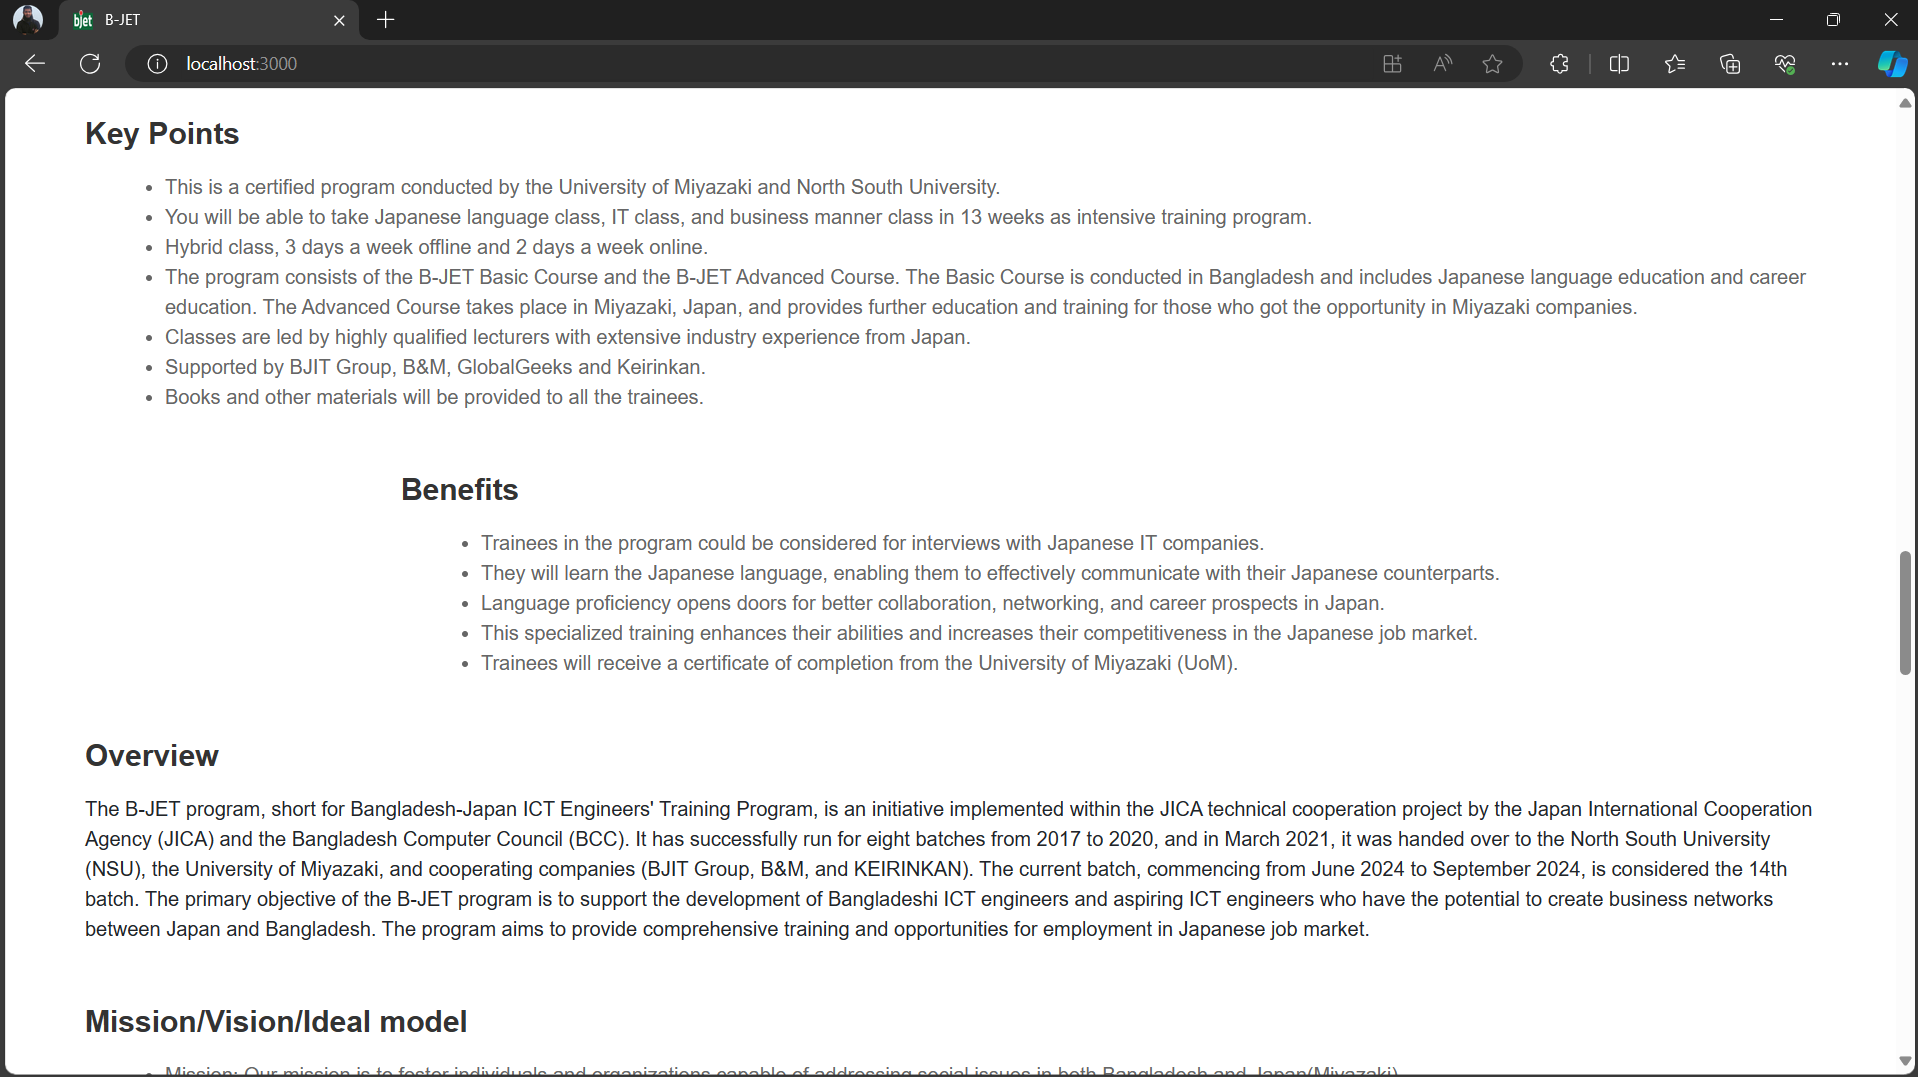 bjet B-JET
localhost:3000
Key Points
• This is a certified program conducted by the University of Miyazaki and North South University.
• You will be able to take Japanese language class, IT class, and business manner class in 13 weeks as intensive training program.
• Hybrid class, 3 days a week offline and 2 days a week online.
• The program consists of the B-JET Basic Course and the B-JET Advanced Course. The Basic Course is conducted in Bangladesh and includes Japanese language education and career
education. The Advanced Course takes place in Miyazaki, Japan, and provides further education and training for those who got the opportunity in Miyazaki companies.
• Classes are led by highly qualified lecturers with extensive industry experience from Japan.
• Supported by BJIT Group, B&M, GlobalGeeks and Keirinkan.
• Books and other materials will be provided to all the trainees.
Benefits
• Trainees in the program could be considered for interviews with Japanese IT companies.
• They will learn the Japanese language, enabling them to effectively communicate with their Japanese counterparts.
• Language proficiency opens doors for better collaboration, networking, and career prospects in Japan.
• This specialized training enhances their abilities and increases their competitiveness in the Japanese job market.
• Trainees will receive a certificate of completion from the University of Miyazaki (UoM).
Overview
The B-JET program, short for Bangladesh-Japan ICT Engineers' Training Program, is an initiative implemented within the JICA technical cooperation project by the Japan International Cooperation
Agency (JICA) and the Bangladesh Computer Council (BCC). It has successfully run for eight batches from 2017 to 2020, and in March 2021, it was handed over to the North South University
(NSU), the University of Miyazaki, and cooperating companies (BJIT Group, B&M, and KEIRINKAN). The current batch, commencing from June 2024 to September 2024, is considered the 14th
batch. The primary objective of the B-JET program is to support the development of Bangladeshi ICT engineers and aspiring ICT engineers who have the potential to create business networks
between Japan and Bangladesh. The program aims to provide comprehensive training and opportunities for employment in Japanese job market.
Mission/Vision/Ideal model
• Mission: Our mission is to foster individuals and organizations capable of addressing social issues in both Bangladesh and Japan(Miyazaki)